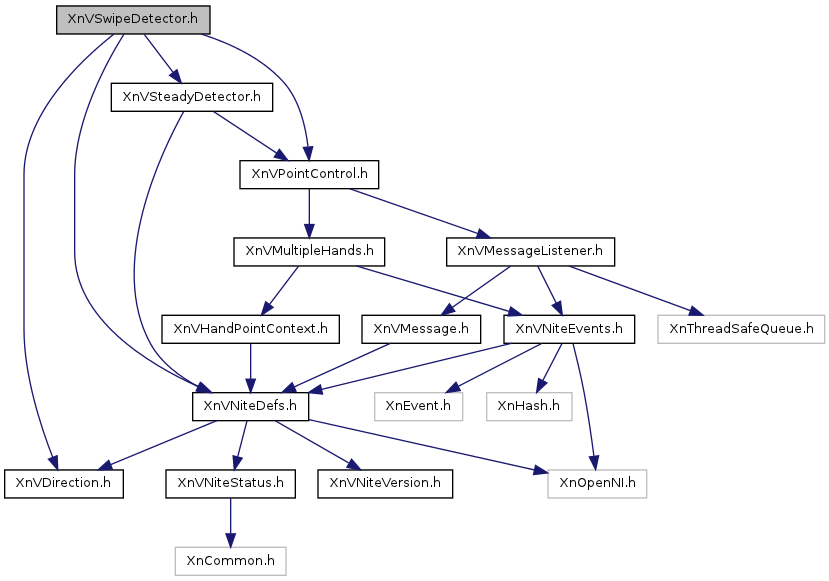 XnVSwipeDetector.h
XnVSteadyDetector.h
XnVPointControl.h
XnVMultipleHands.h
XnVMessageListener.h
XnVHandPointContext.h
XnVMessage.h
XnVNiteEvents.h
XnThreadSafeQueue.h
XnVNiteDefs.h
XnEvent.h
XnHash.h
XnVDirection.h
XnVNiteStatus.h
XnVNiteVersion.h
XnOpenNI.h
XnCommon.h